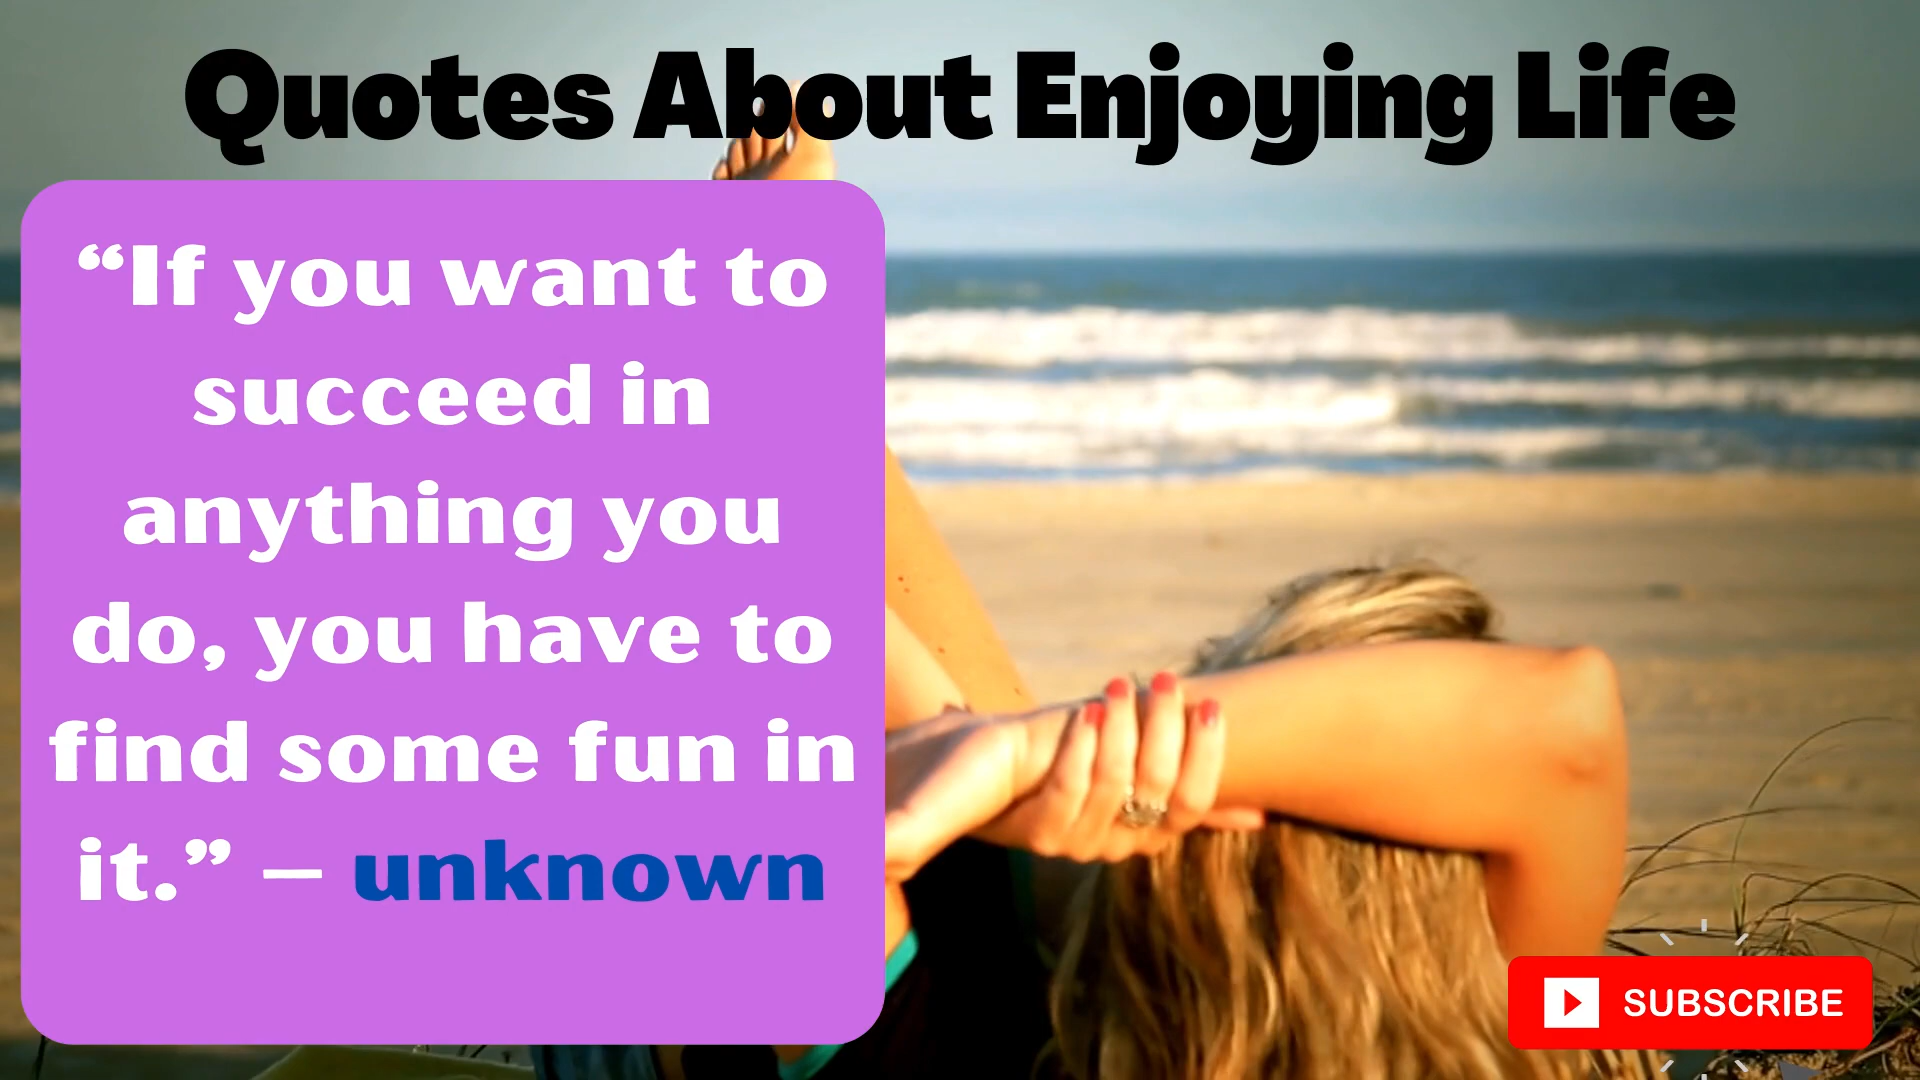 Quotes About Enjoying Life
“If you want to
succeed in
anything you
do, you have to
find some fun in
it.” — unknown
SUBSCRIBE